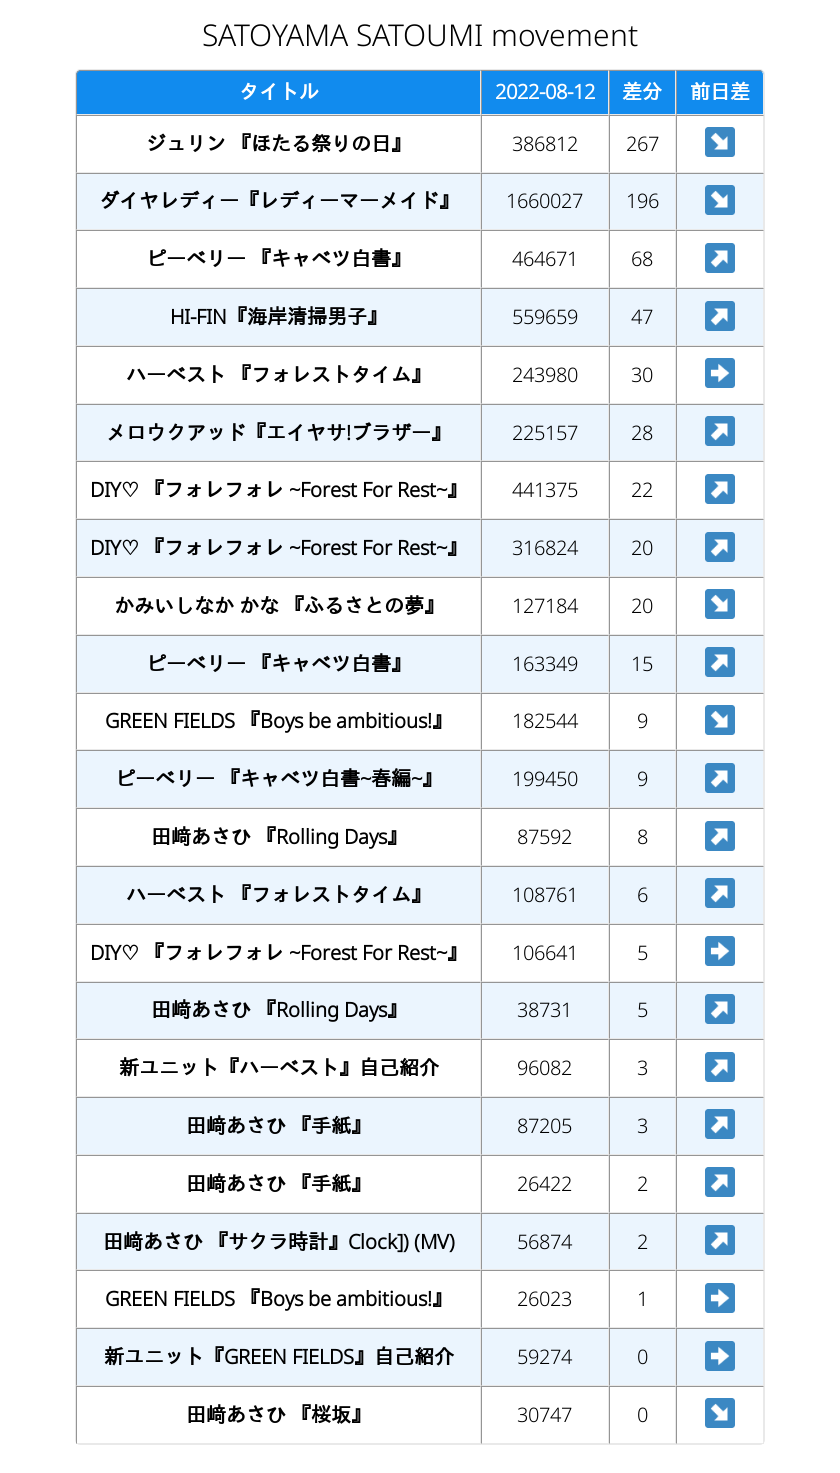 SATOYAMA SATOUMI movement
タイトル 2022-08-12 差分 前日差
ジュリン 『ほたる祭りの日』 386812 267 ↘
ダイヤレディー『レディーマーメイド』 1660027 196 ↘
ピーベリー 『キャベツ白書』 464671 68 ↗
HI-FIN『海岸清掃男子』 559659 47 ↗
ハーベスト 『フォレストタイム』 243980 30 ➡
メロウクアッド『エイヤサ!ブラザー』 225157 28 ↗
DIY♡ 『フォレフォレ ~Forest For Rest~』 441375 22 ↗
DIY♡ 『フォレフォレ ~Forest For Rest~』 316824 20 ↗
かみいしなか かな 『ふるさとの夢』 127184 20 ↘
ピーベリー 『キャベツ白書』 163349 15 ↗
GREEN FIELDS 『Boys be ambitious!』 182544 9 ↘
ピーベリー 『キャベツ白書~春編~』 199450 9 ↗
田﨑あさひ 『Rolling Days』 87592 8 ↗
ハーベスト 『フォレストタイム』 108761 6 ↗
DIY♡ 『フォレフォレ ~Forest For Rest~』 106641 5 ➡
田﨑あさひ 『Rolling Days』 38731 5 ↗
新ユニット『ハーベスト』自己紹介 96082 3 ↗
田﨑あさひ 『手紙』 87205 3 ↗
田﨑あさひ 『手紙』 26422 2 ↗
田﨑あさひ 『サクラ時計』Clock]) (MV) 56874 2 ↗
GREEN FIELDS 『Boys be ambitious!』 26023 1 ➡
新ユニット『GREEN FIELDS』自己紹介 59274 0 ➡
田﨑あさひ 『桜坂』 30747 0 ↘